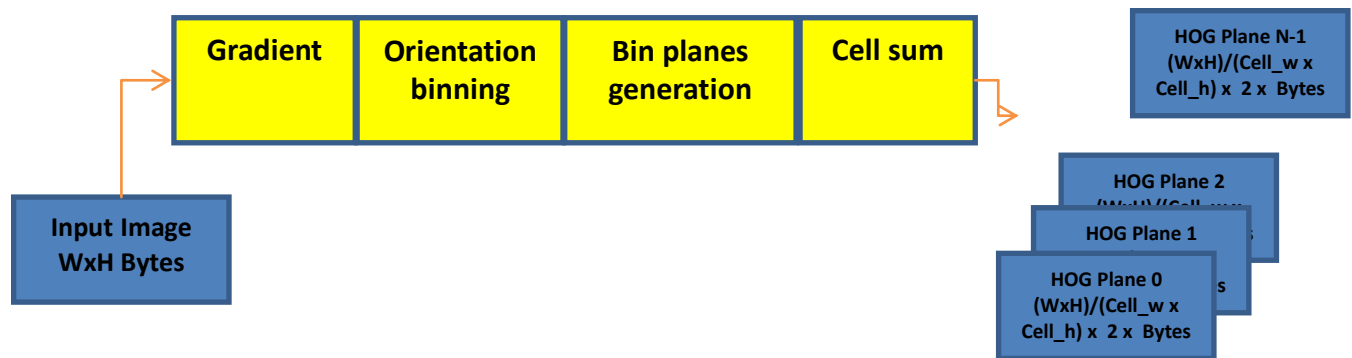 Gradient
Orientation
binning
Bin planes
generation
Cell sum
HOG Plane N-1
(WxH)/(Cell_w x
Cell_h) x 2 x Bytes
Input Image
WxH Bytes
HOG Plane 2
HOG Plane 1
HOG Plane 0
(WxH)/(Cell_w x
Cell_h) x 2 x Bytes